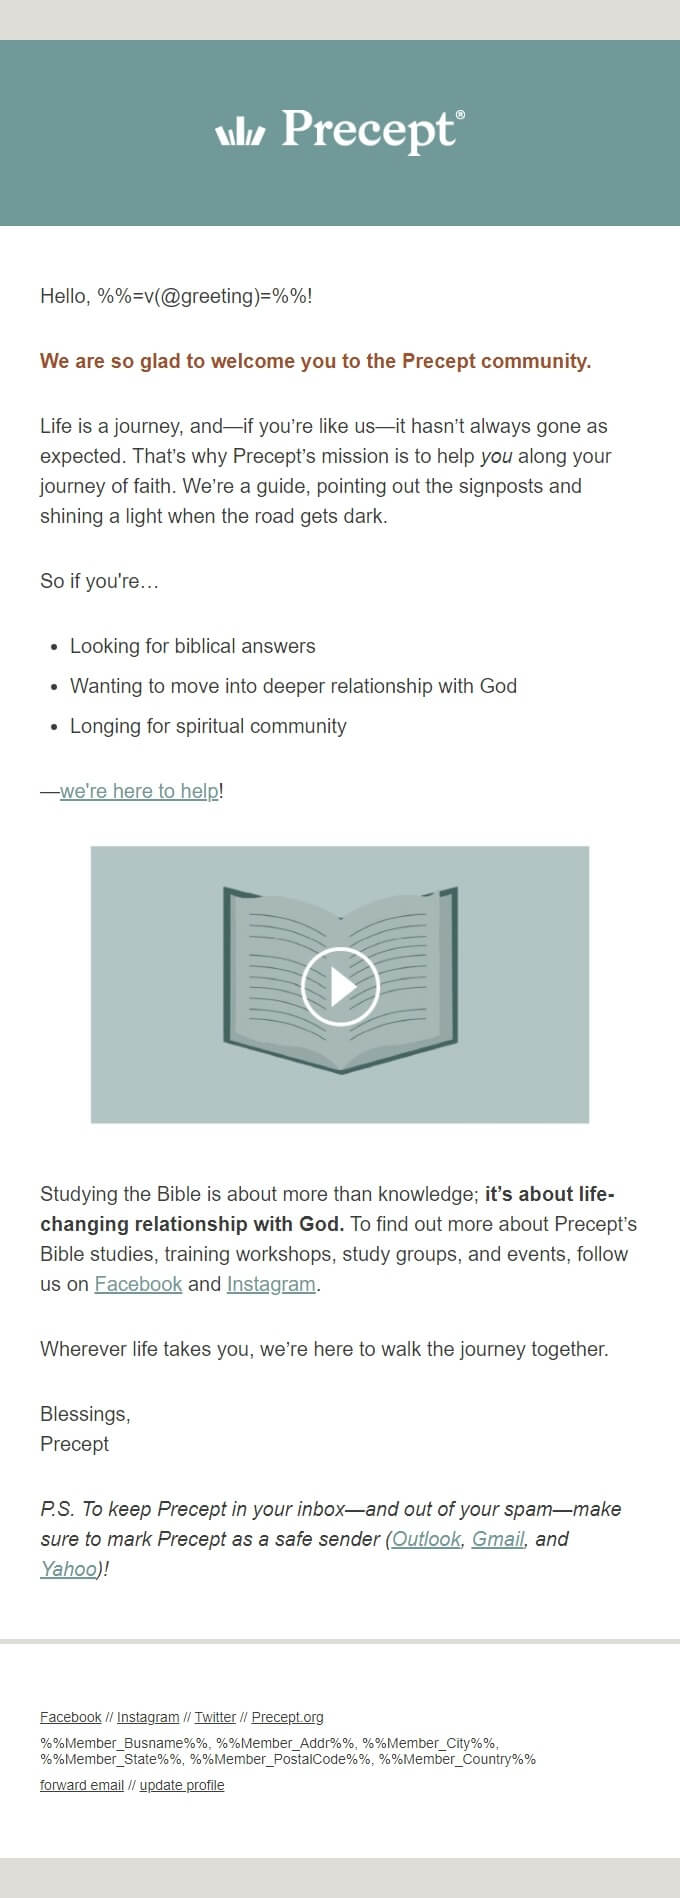 Precept®
Hello, %%=v(@greeting)=%%!
We are so glad to welcome you to the Precept community.
Life is a journey, and—if you’re like us—it hasn’t always gone as
expected. That’s why Precept’s mission is to help you along your
journey of faith. We’re a guide, pointing out the signposts and
shining a light when the road gets dark.
So if you're…
• Looking for biblical answers
• Wanting to move into deeper relationship with God
• Longing for spiritual community
—we're here to help!
Studying the Bible is about more than knowledge; it’s about life-
changing relationship with God. To find out more about Precept’s
Bible studies, training workshops, study groups, and events, follow
us on Facebook and Instagram.
Wherever life takes you, we’re here to walk the journey together.
Blessings,
Precept
P.S. To keep Precept in your inbox—and out of your spam—make
sure to mark Precept as a safe sender (Outlook, Gmail, and
Yahoo)!
Facebook // Instagram // Twitter // Precept.org
%%Member_Busname%%, %%Member_Addr%%, %%Member_City%%,
%%Member_State%%, %%Member_PostalCode%%, %%Member_Country%%
forward email // update profile